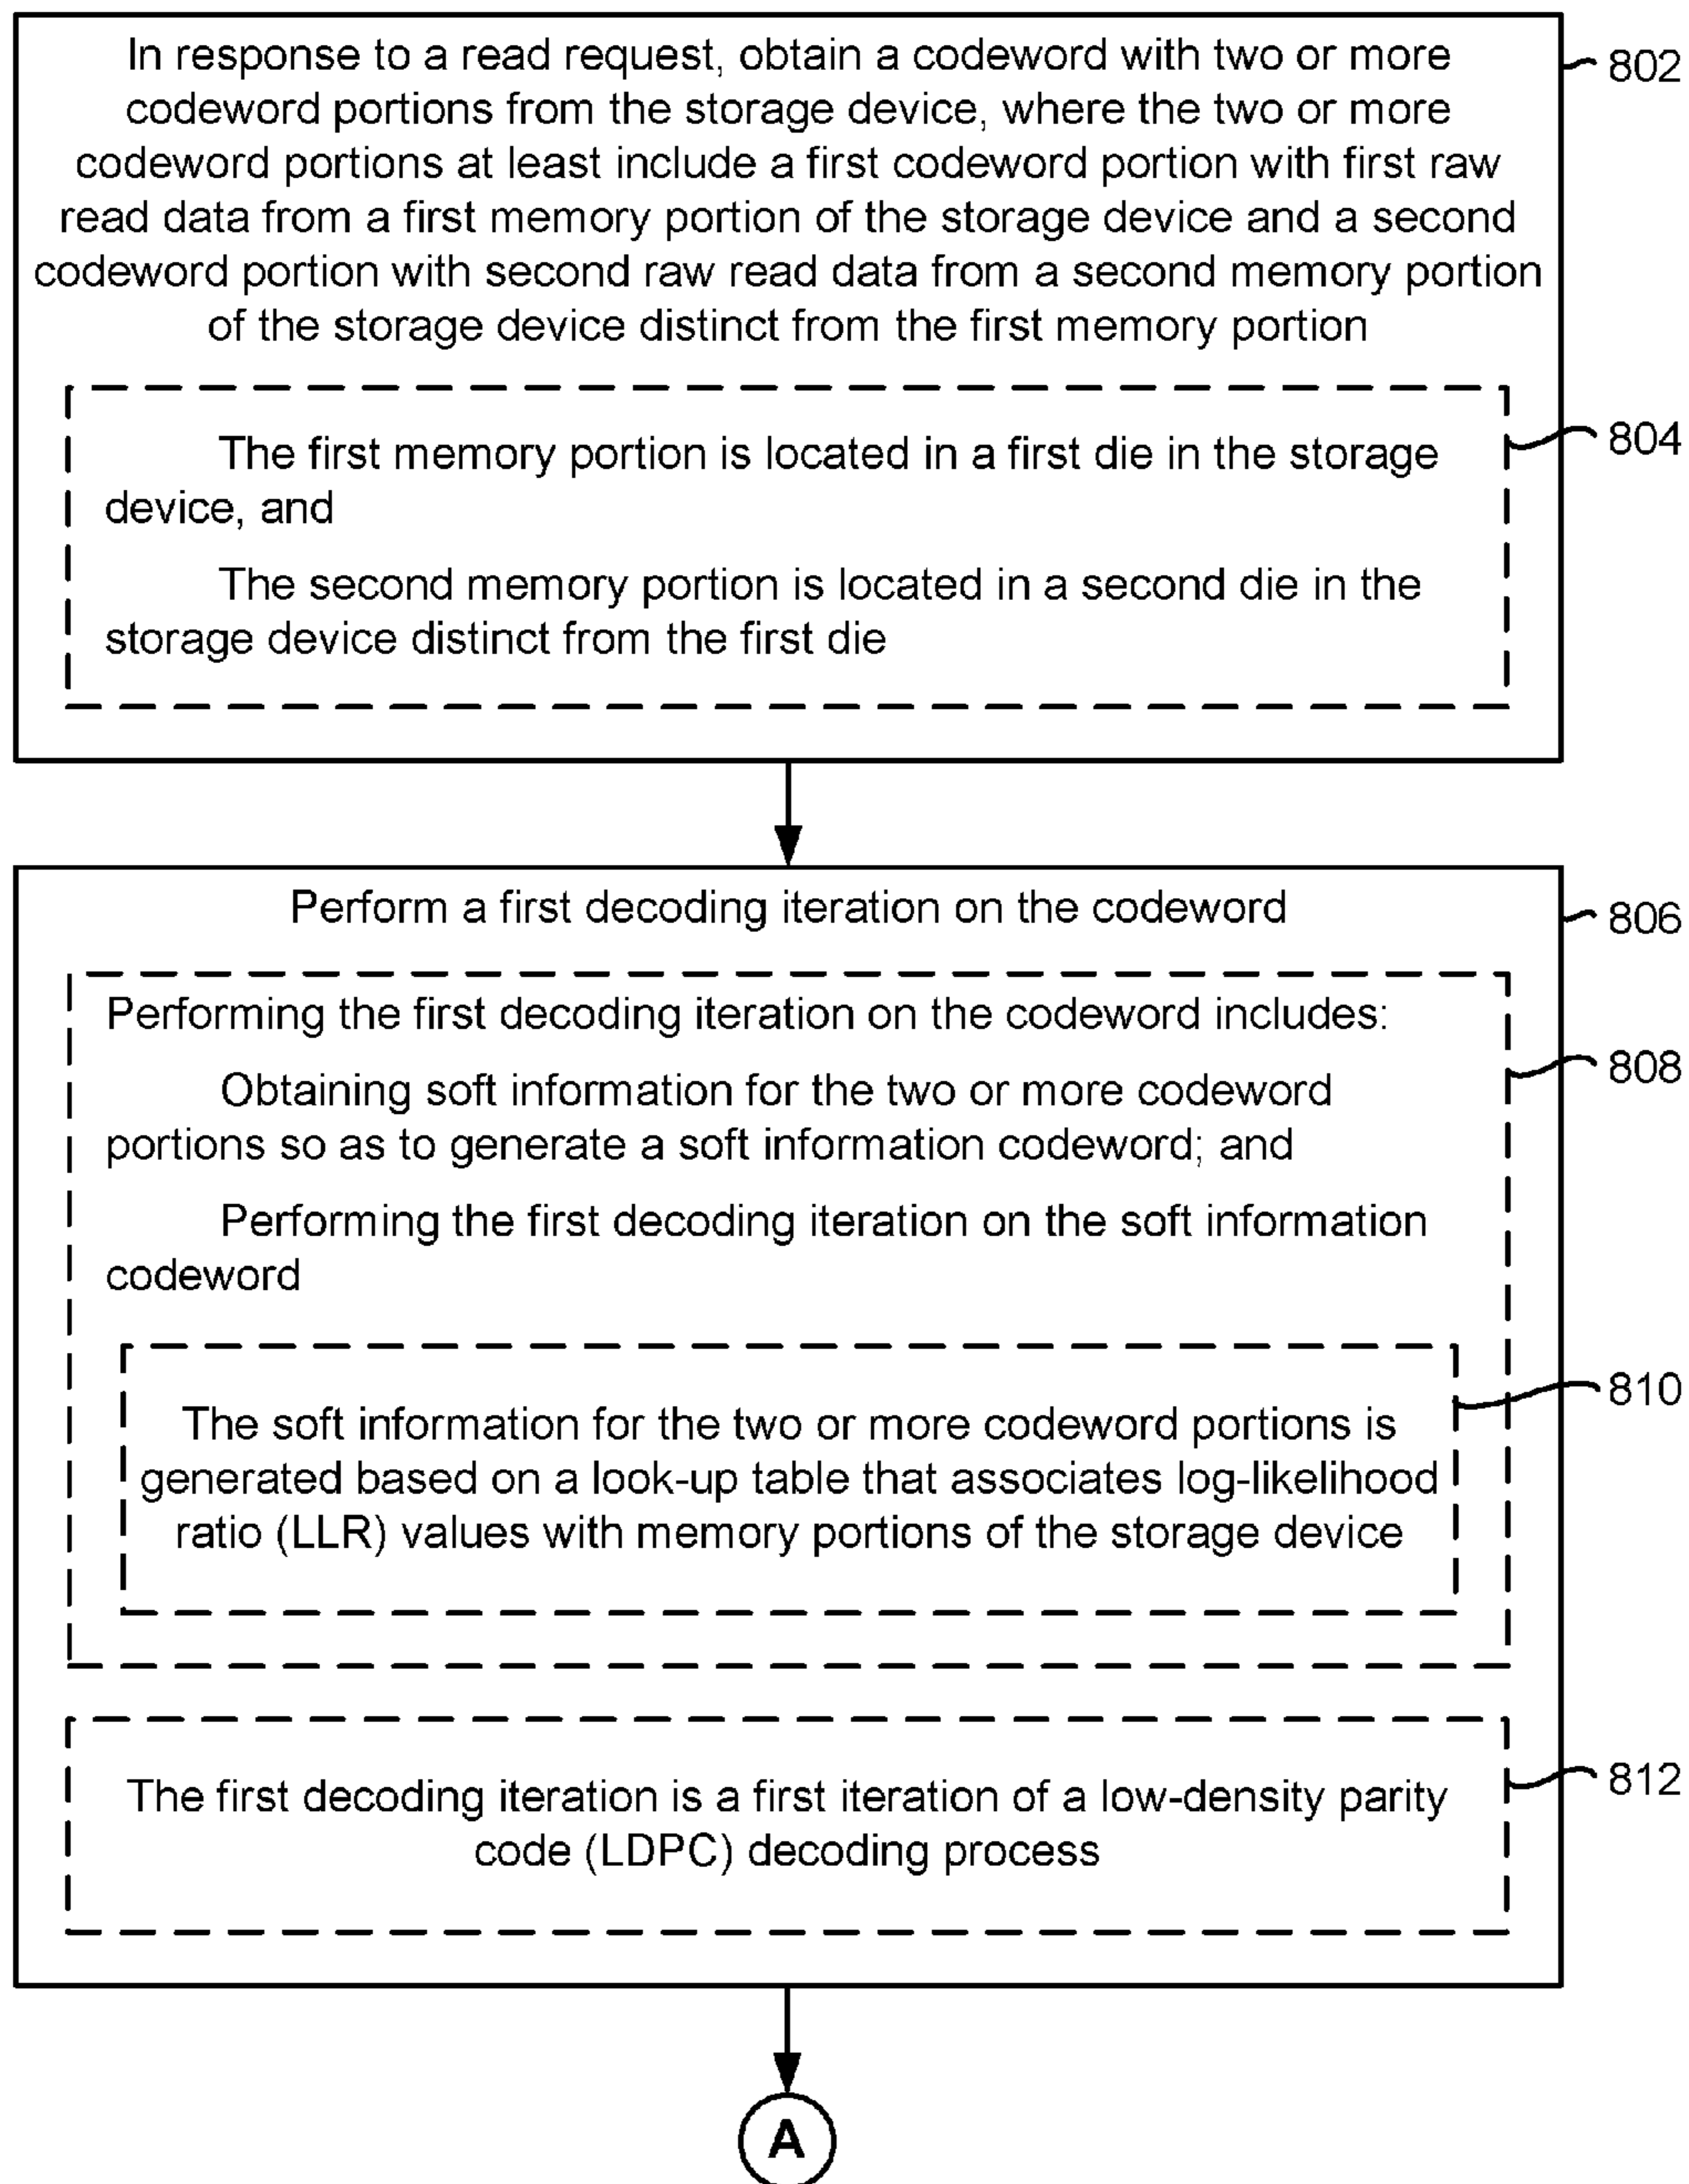 In response to a read request, obtain a codeword with two or more
802
codeword portions from the storage device, where the two or more
codeword portions at least include a first codeword portion with first raw
read data from a first memory portion of the storage device and a second
codeword portion with second raw read data from a second memory portion
of the storage device distinct from the first memory portion
The first memory portion is located in a first die in the storage
804
device, and
The second memory portion is located in a second die in the
storage device distinct from the first die
Perform a first decoding iteration on the codeword
806
Performing the first decoding iteration on the codeword includes:
808
Obtaining soft information for the two or more codeword
portions so as to generate a soft information codeword; and
Performing the first decoding iteration on the soft information
codeword
810
The soft information for the two or more codeword portions is
generated based on a look-up table that associates log-likelihood
ratio (LLR) values with memory portions of the storage device
812
The first decoding iteration is a first iteration of a low-density parity
code (LDPC) decoding process
A